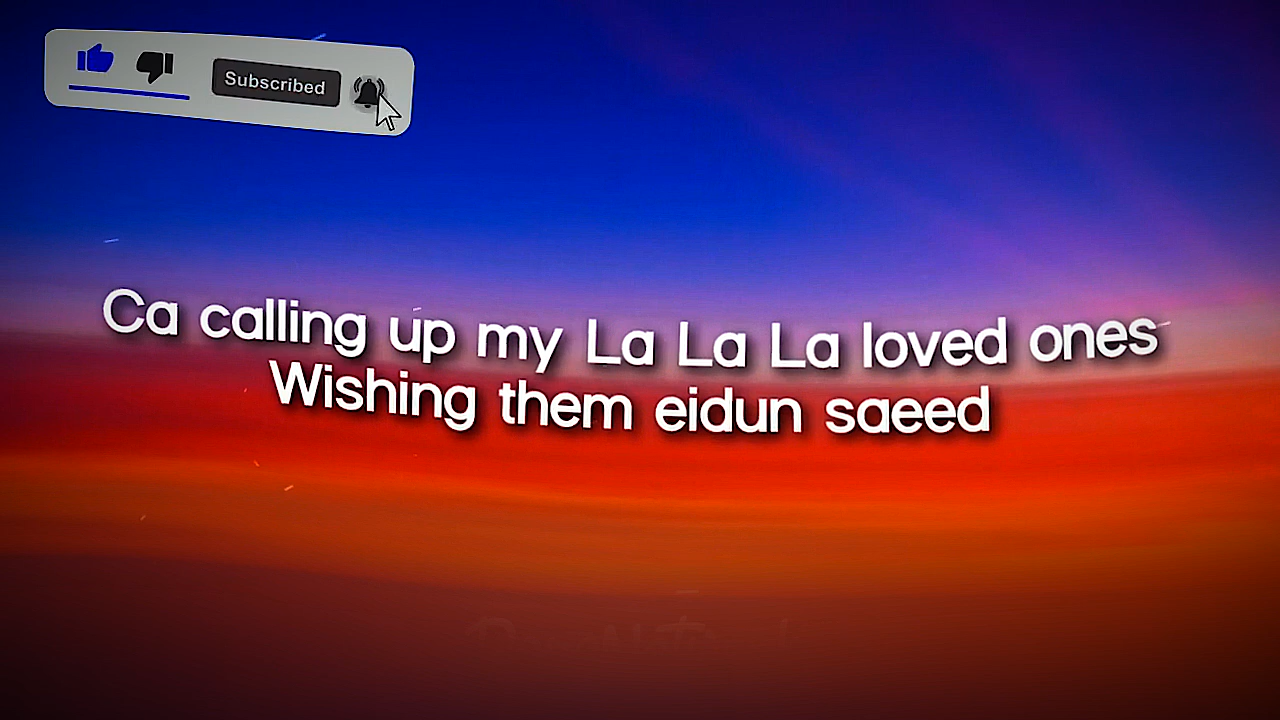 Subscribed
Ca calling up my La La La loved ones
Wishing them eidun saeed